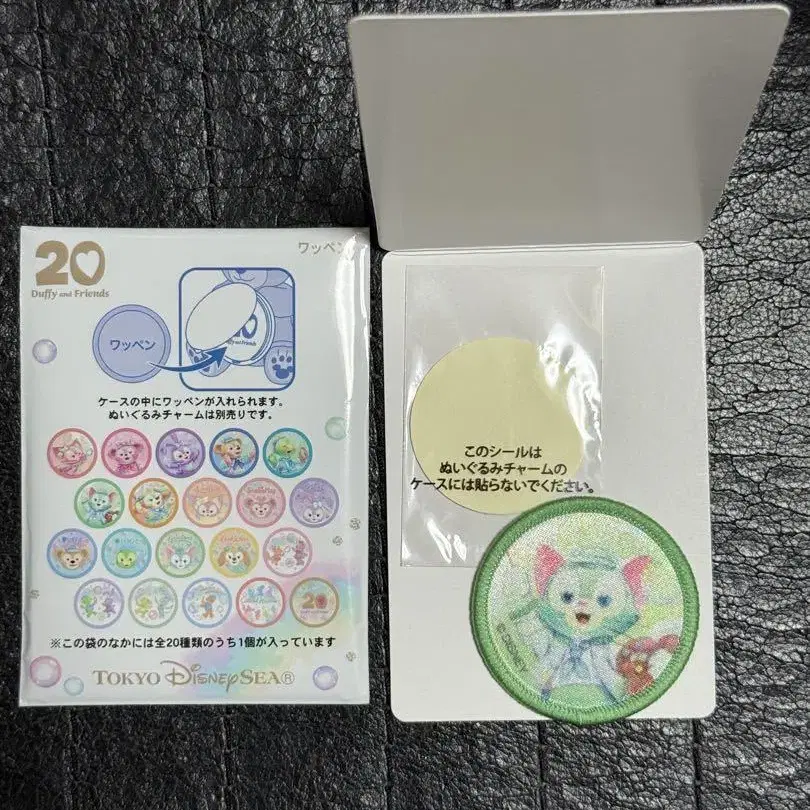 20
Duffy and Friends
ワッペン
ワッペン
20
Duffy and Friends
ケースの中にワッペンが入れられます。
ぬいぐるみチャームは別売りです。
20
※この袋のなかには全20種類のうち1個が入っています
TOKYO DISNEYSEA®
このシールは
ぬいぐるみチャームの
ケースには貼らないでください。
©DISNEY